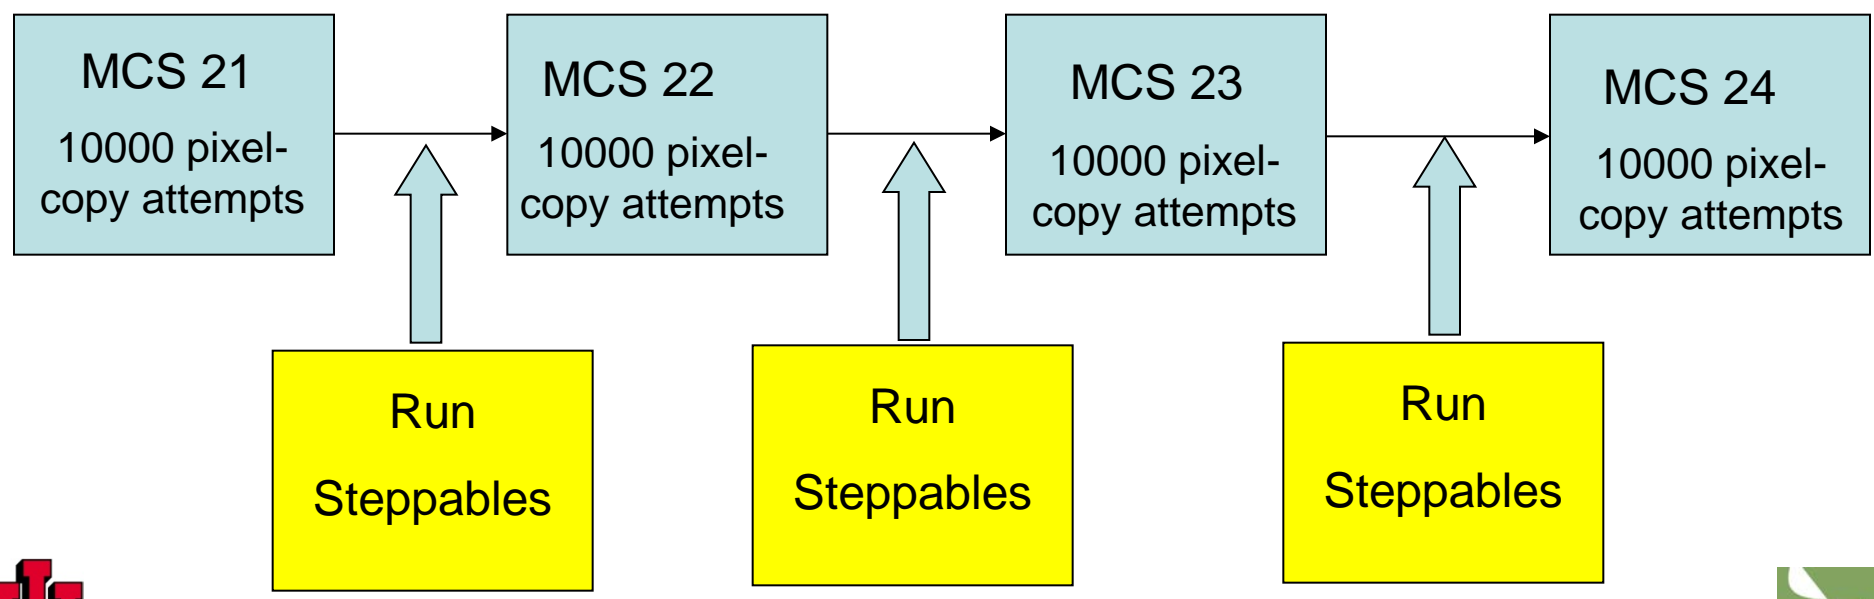 MCS 21
10000 pixel-
copy attempts
MCS 22
10000 pixel-
copy attempts
MCS 23
10000 pixel-
copy attempts
MCS 24
10000 pixel-
copy attempts
Run
Steppables
Run
Steppables
Run
Steppables